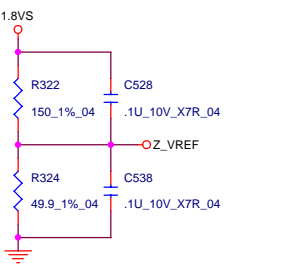 1.8VS
R322 C528
150_1%_04 .1U_10V_X7R_04
Z_VREF
R324 C538
49.9_1%_04 .1U_10V_X7R_04